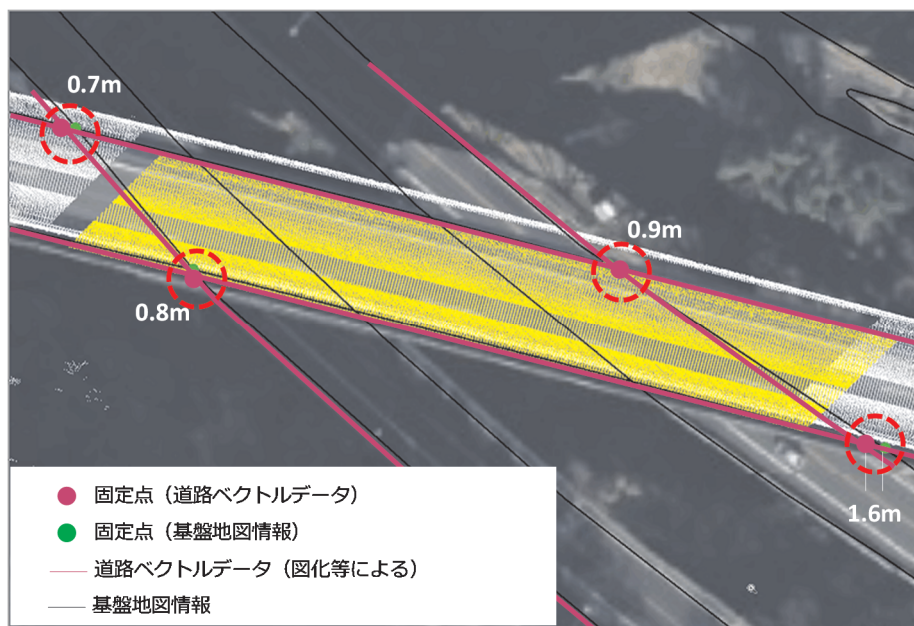 0.7m
0.9m
0.8m
1.6m
固定点（道路ベクトルデータ）
固定点（基盤地図情報）
道路ベクトルデータ（図化等による）
基盤地図情報